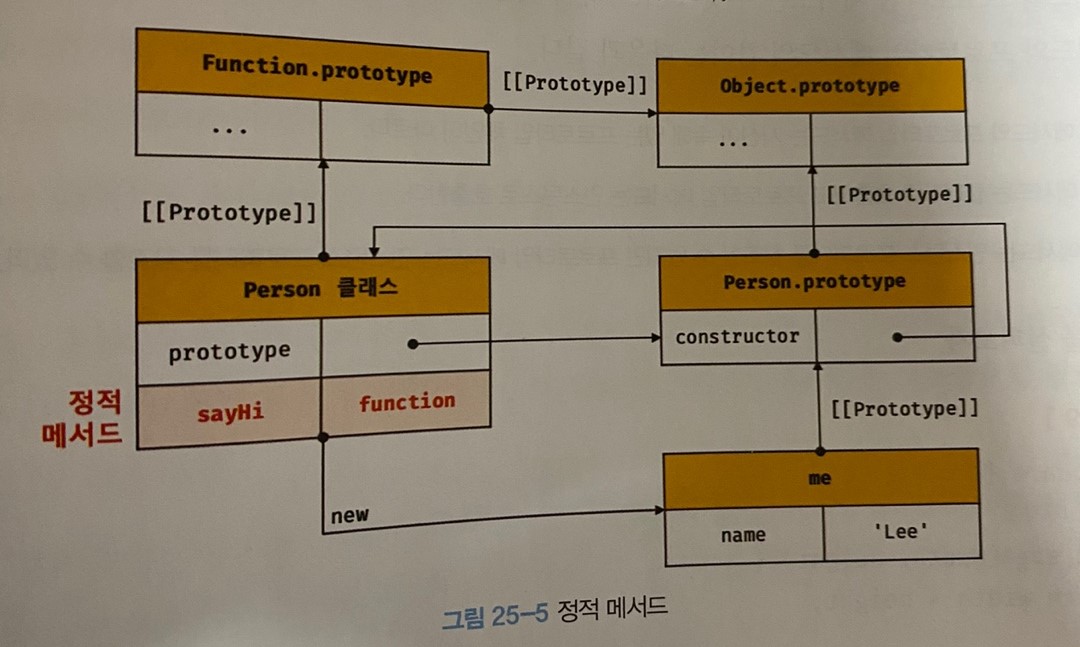 Function.prototype
...
[[Prototype]]
Object.prototype
...
[[Prototype]]
[[Prototype]]
Person 클래스
prototype
정적
메서드
sayHi
function
Person.prototype
constructor
[[Prototype]]
new
me
name
'Lee'
그림 25–5 정적 메서드